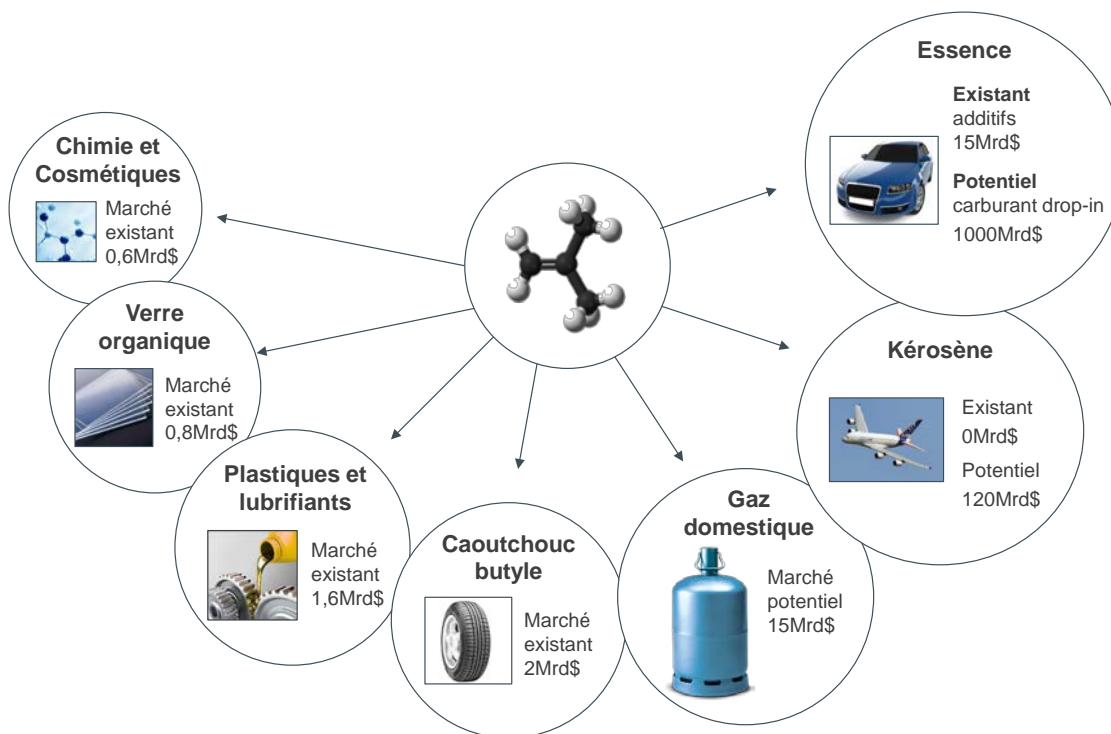 Chimie et
Cosmétiques
Marché
existant
0,6Mrd$
Verre
organique
Marché
existant
0,8Mrd$
Plastiques et
lubrifiants
Marché
existant
1,6Mrd$
Caoutchouc
butyle
Marché
existant
2Mrd$
Gaz
domestique
Marché
potentiel
15Mrd$
Kérosène
Existant
0Mrd$
Potentiel
120Mrd$
Essence
Existant
additifs
15Mrd$
Potentiel
carburant drop-in
1000Mrd$